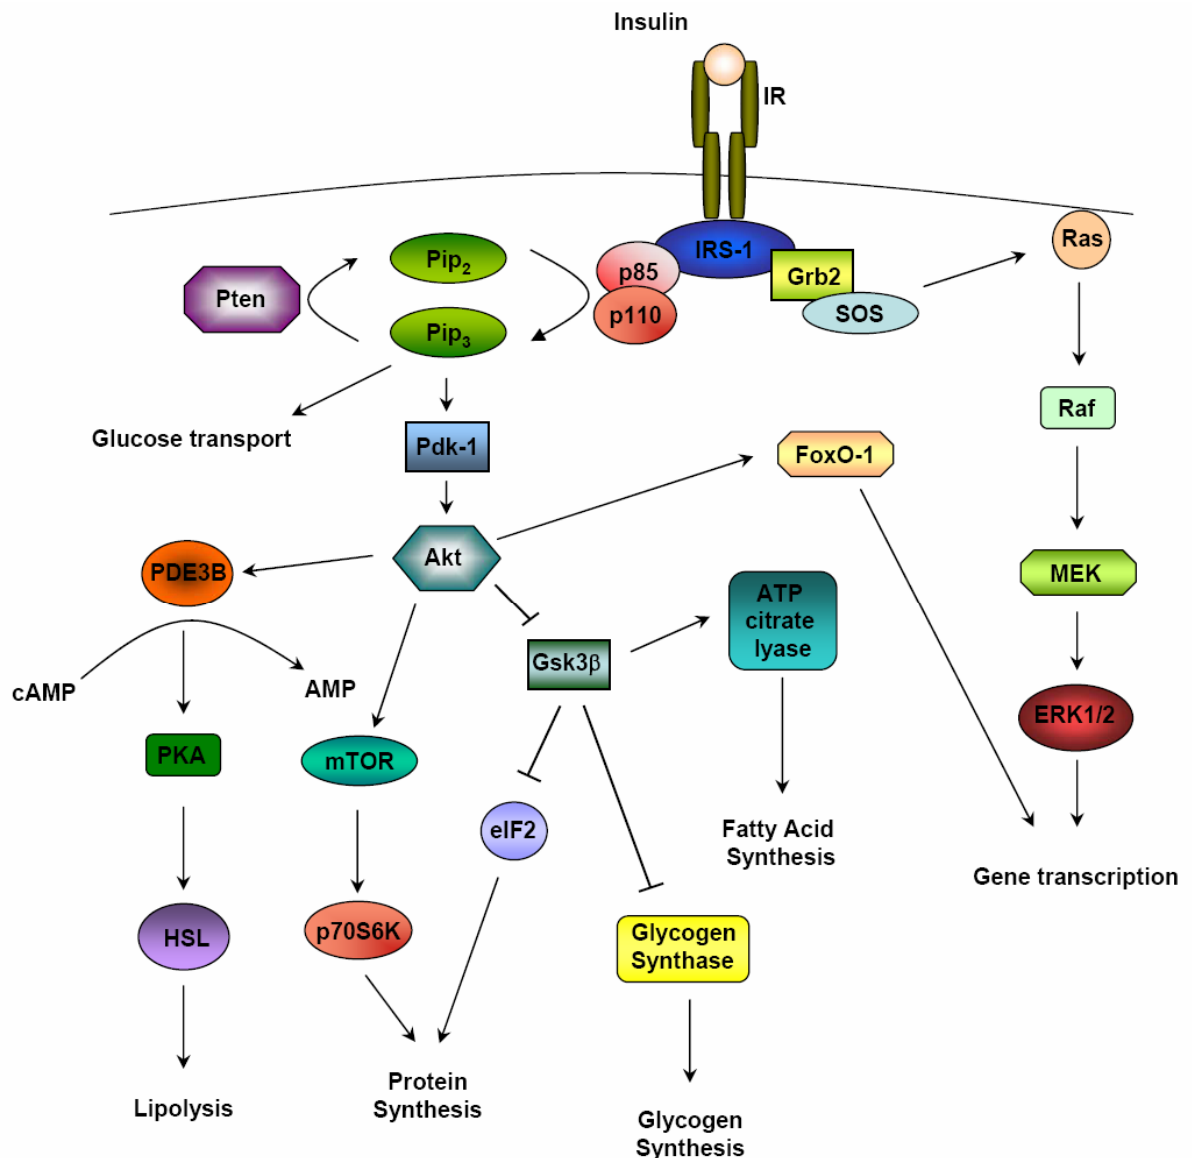 Insulin
IR
IRS-1
Ras
Pip2
p85
Grb2
Pten
p110
SOS
Pip3
Raf
Glucose transport
Pdk-1
FoxO-1
Akt
PDE3B
MEK
ATP
citrate
lyase
Gsk3β
cAMP
AMP
ERK1/2
PKA
mTOR
eIF2
Fatty Acid
Synthesis
Gene transcription
HSL
p70S6K
Glycogen
Synthase
Protein
Synthesis
Lipolysis
Glycogen
Synthesis